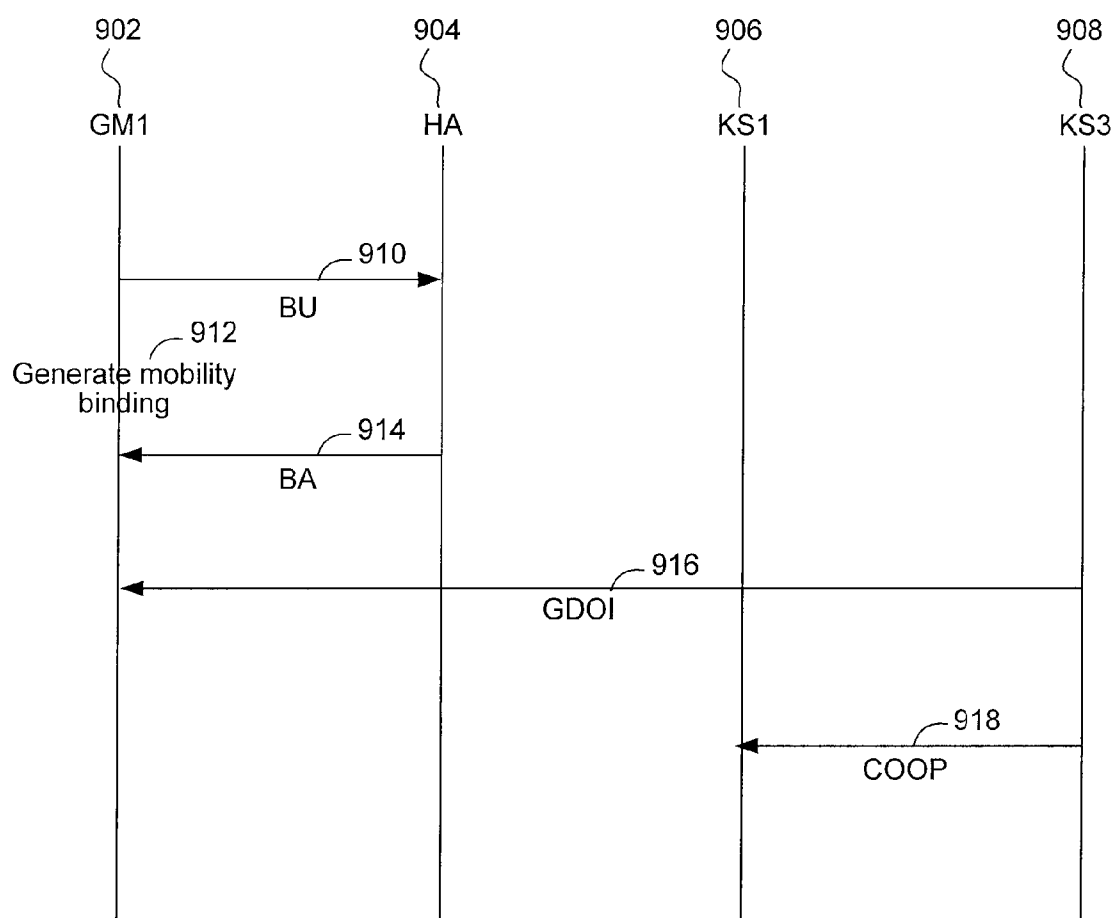 902
904
906
908
GM1
HA
KS1
KS3
910
BU
912
Generate mobility
binding
914
BA
916
GDOI
918
COOP